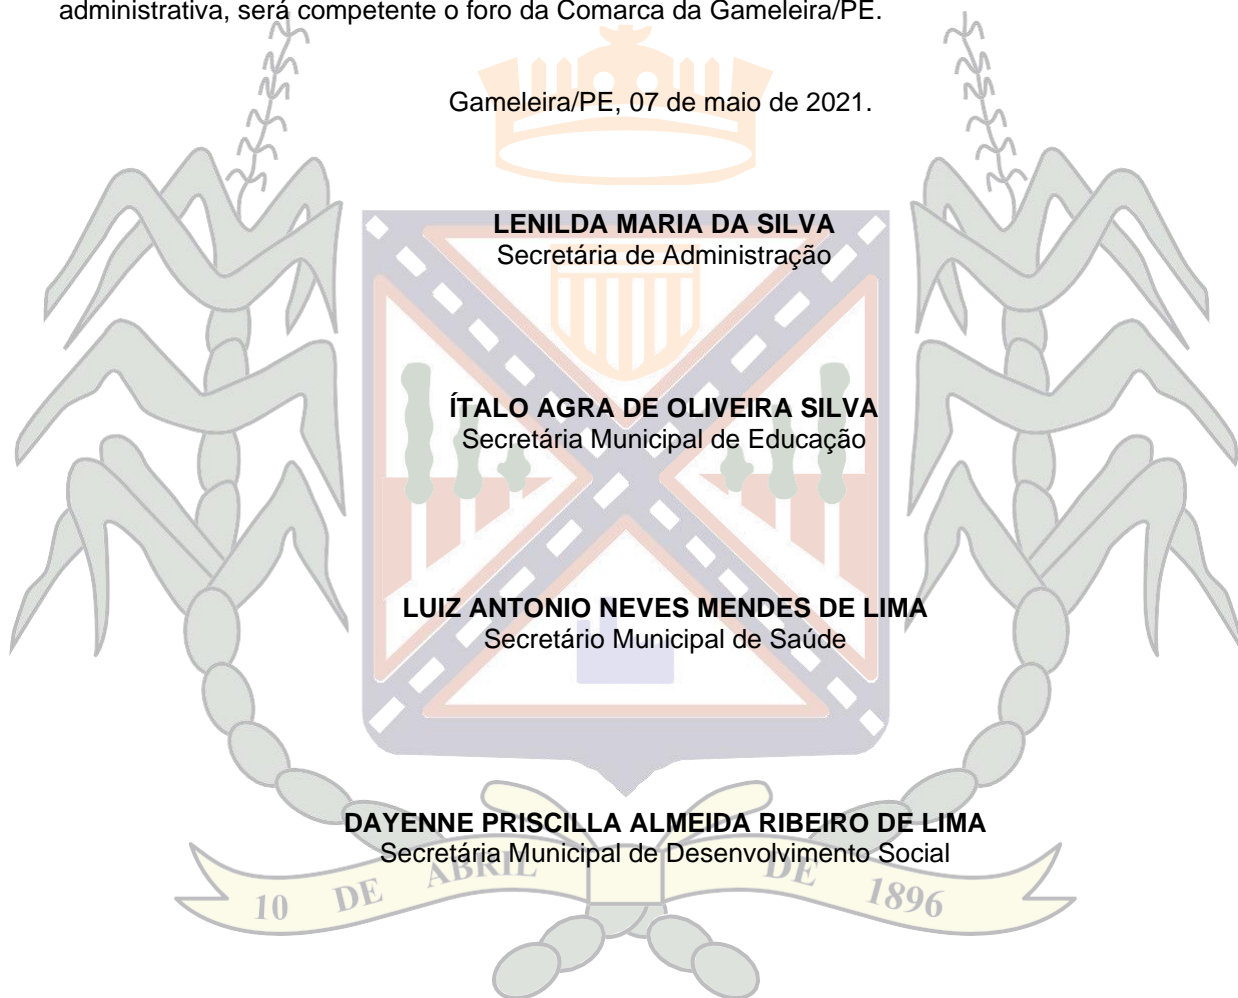 administrativa, será competente o foro da Comarca da Gameleira/PE.
Gameleira/PE, 07 de maio de 2021.
LENILDA MARIA DA SILVA
Secretária de Administração
ÍTALO AGRA DE OLIVEIRA SILVA
Secretária Municipal de Educação
LUIZ ANTONIO NEVES MENDES DE LIMA
Secretário Municipal de Saúde
DAYENNE PRISCILLA ALMEIDA RIBEIRO DE LIMA
Secretária Municipal de Desenvolvimento Social
10 DE ABRIL DE 1896